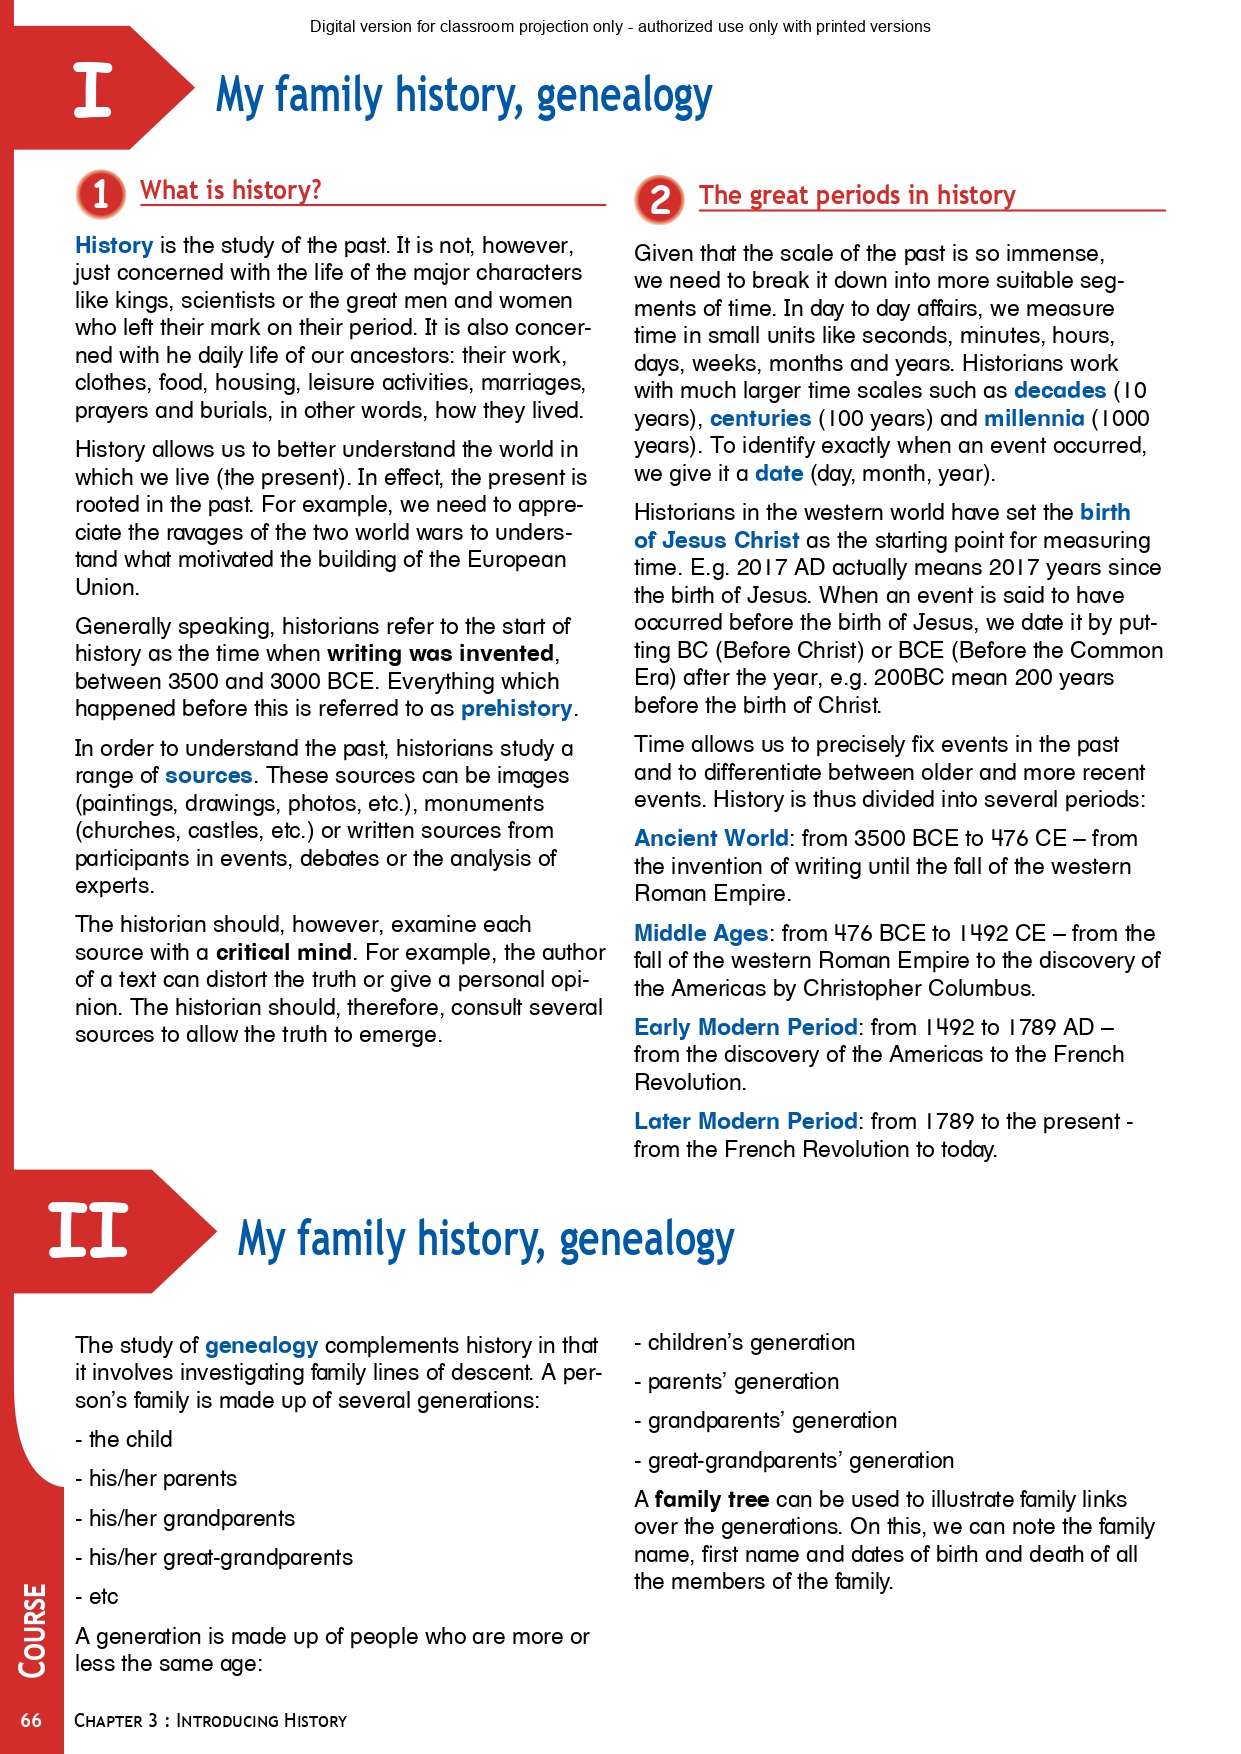 Digital version for classroom projection only - authorized use only with printed versions
I
My family history, genealogy
1
What is history?
History is the study of the past. It is not, however,
just concerned with the life of the major characters
like kings, scientists or the great men and women
who left their mark on their period. It is also concer-
ned with he daily life of our ancestors: their work,
clothes, food, housing, leisure activities, marriages,
prayers and burials, in other words, how they lived.
History allows us to better understand the world in
which we live (the present). In effect, the present is
rooted in the past. For example, we need to appre-
ciate the ravages of the two world wars to unders-
tand what motivated the building of the European
Union.
Generally speaking, historians refer to the start of
history as the time when writing was invented,
between 3500 and 3000 BCE. Everything which
happened before this is referred to as prehistory.
In order to understand the past, historians study a
range of sources. These sources can be images
(paintings, drawings, photos, etc.), monuments
(churches, castles, etc.) or written sources from
participants in events, debates or the analysis of
experts.
The historian should, however, examine each
source with a critical mind. For example, the author
of a text can distort the truth or give a personal opi-
nion. The historian should, therefore, consult several
sources to allow the truth to emerge.
2
The great periods in history
Given that the scale of the past is so immense,
we need to break it down into more suitable seg-
ments of time. In day to day affairs, we measure
time in small units like seconds, minutes, hours,
days, weeks, months and years. Historians work
with much larger time scales such as decades (10
years), centuries (100 years) and millennia (1000
years). To identify exactly when an event occurred,
we give it a date (day, month, year).
Historians in the western world have set the birth
of Jesus Christ as the starting point for measuring
time. E.g. 2017 AD actually means 2017 years since
the birth of Jesus. When an event is said to have
occurred before the birth of Jesus, we date it by put-
ting BC (Before Christ) or BCE (Before the Common
Era) after the year, e.g. 200BC mean 200 years
before the birth of Christ.
Time allows us to precisely fix events in the past
and to differentiate between older and more recent
events. History is thus divided into several periods:
Ancient World: from 3500 BCE to 476 CE – from
the invention of writing until the fall of the western
Roman Empire.
Middle Ages: from 476 BCE to 1492 CE – from the
fall of the western Roman Empire to the discovery of
the Americas by Christopher Columbus.
Early Modern Period: from 1492 to 1789 AD –
from the discovery of the Americas to the French
Revolution.
Later Modern Period: from 1789 to the present -
from the French Revolution to today.
II
My family history, genealogy
The study of genealogy complements history in that
it involves investigating family lines of descent. A per-
son's family is made up of several generations:
- the child
- his/her parents
- his/her grandparents
- his/her great-grandparents
- etc
A generation is made up of people who are more or
less the same age:
- children's generation
- parents' generation
- grandparents' generation
- great-grandparents' generation
A family tree can be used to illustrate family links
over the generations. On this, we can note the family
name, first name and dates of birth and death of all
the members of the family.
COURSE
66
CHAPTER 3 : INTRODUCING HISTORY